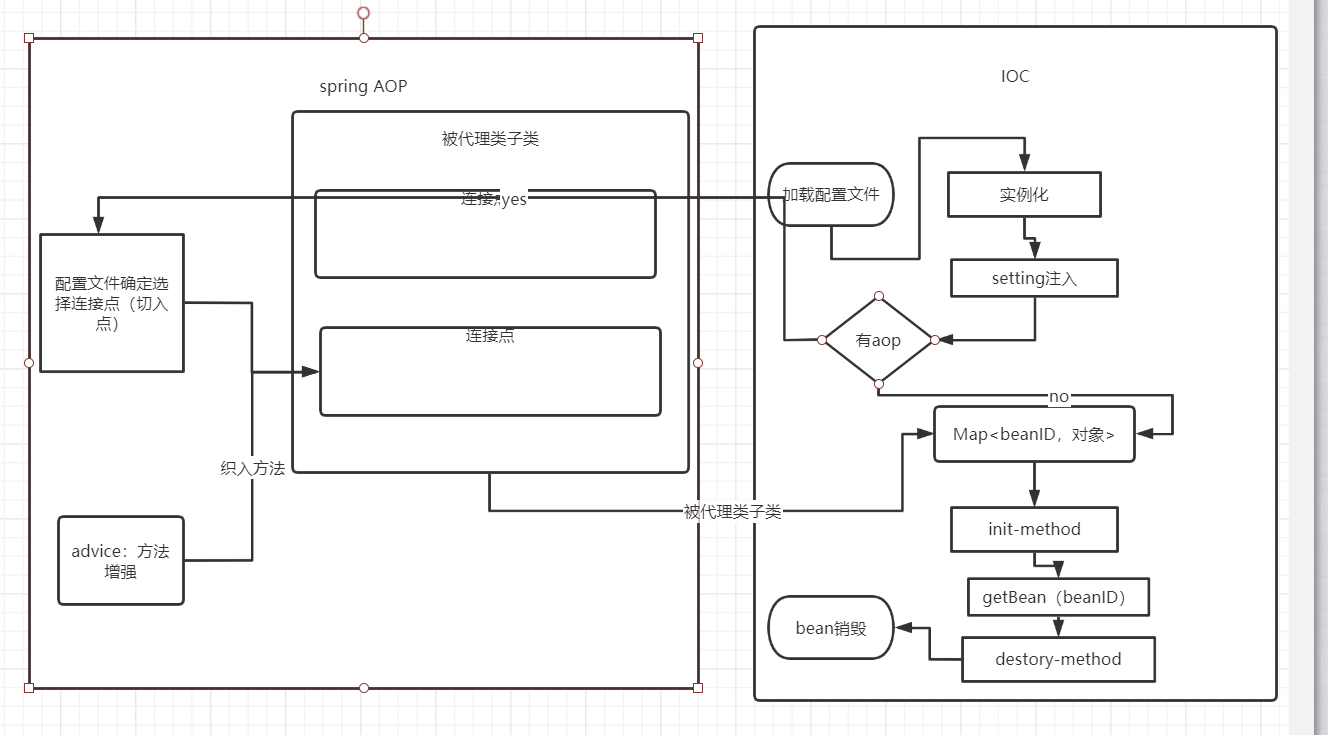 spring AOP
被代理类子类
连接
yes
配置文件确定选
择连接点（切入
点）
连接点
织入方法
advice：方法
增强
被代理类子类
IOC
加载配置文件
实例化
setting注入
有aop
no
Map<beanID，对象>
init-method
getBean（beanID）
destory-method
bean销毁